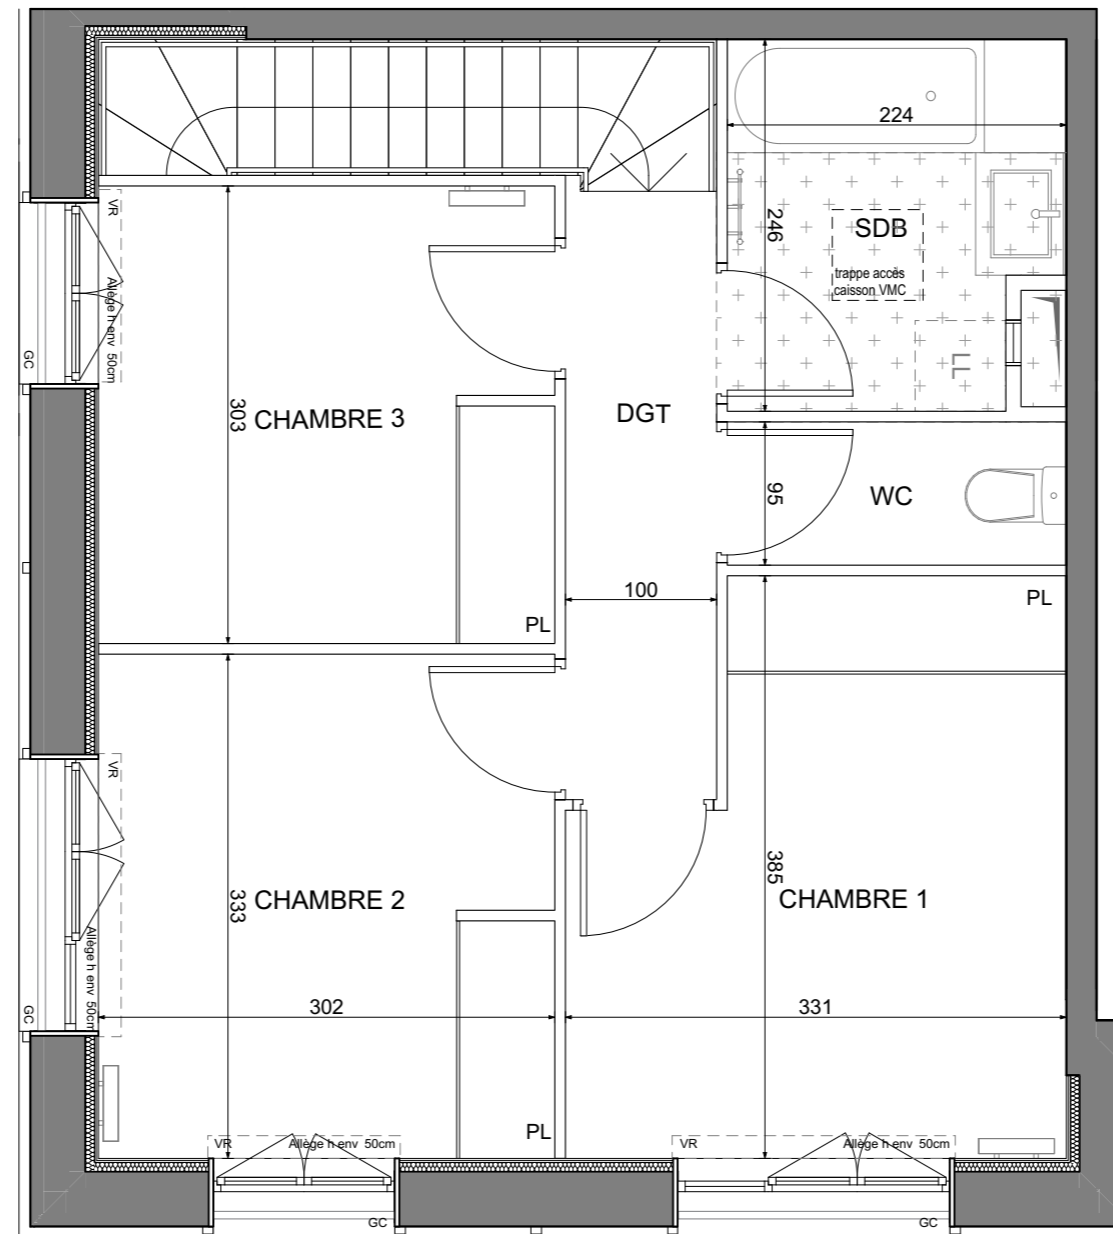 224
246
SDB
trappe accès
caisson VMC
LL
VR
Allège h env 50cm
GC
303
CHAMBRE 3
DGT
95
WC
100
PL
PL
VR
Allège h env 50cm
GC
333
CHAMBRE 2
385
CHAMBRE 1
302
331
PL
VR
Allège h env 50cm
VR
Allège h env 50cm
GC
GC